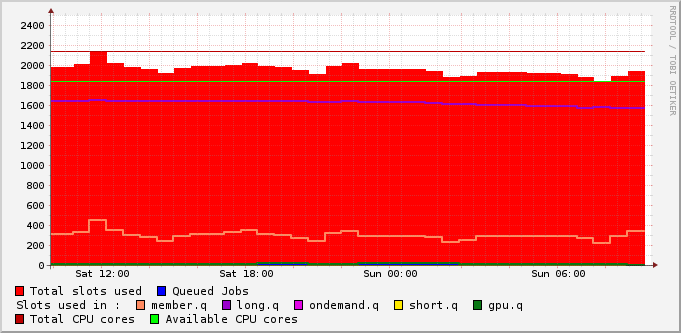 2400
2200
2000
1800
1600
1400
1200
1000
800
600
400
200
0
Sat 12:00 Sat 18:00 Sun 00:00 Sun 06:00
RRDTOOL / TOBI OETIKER
Total slots used Queued Jobs
Slots used in : member.q long.q ondemand.q short.q gpu.q
Total CPU cores Available CPU cores